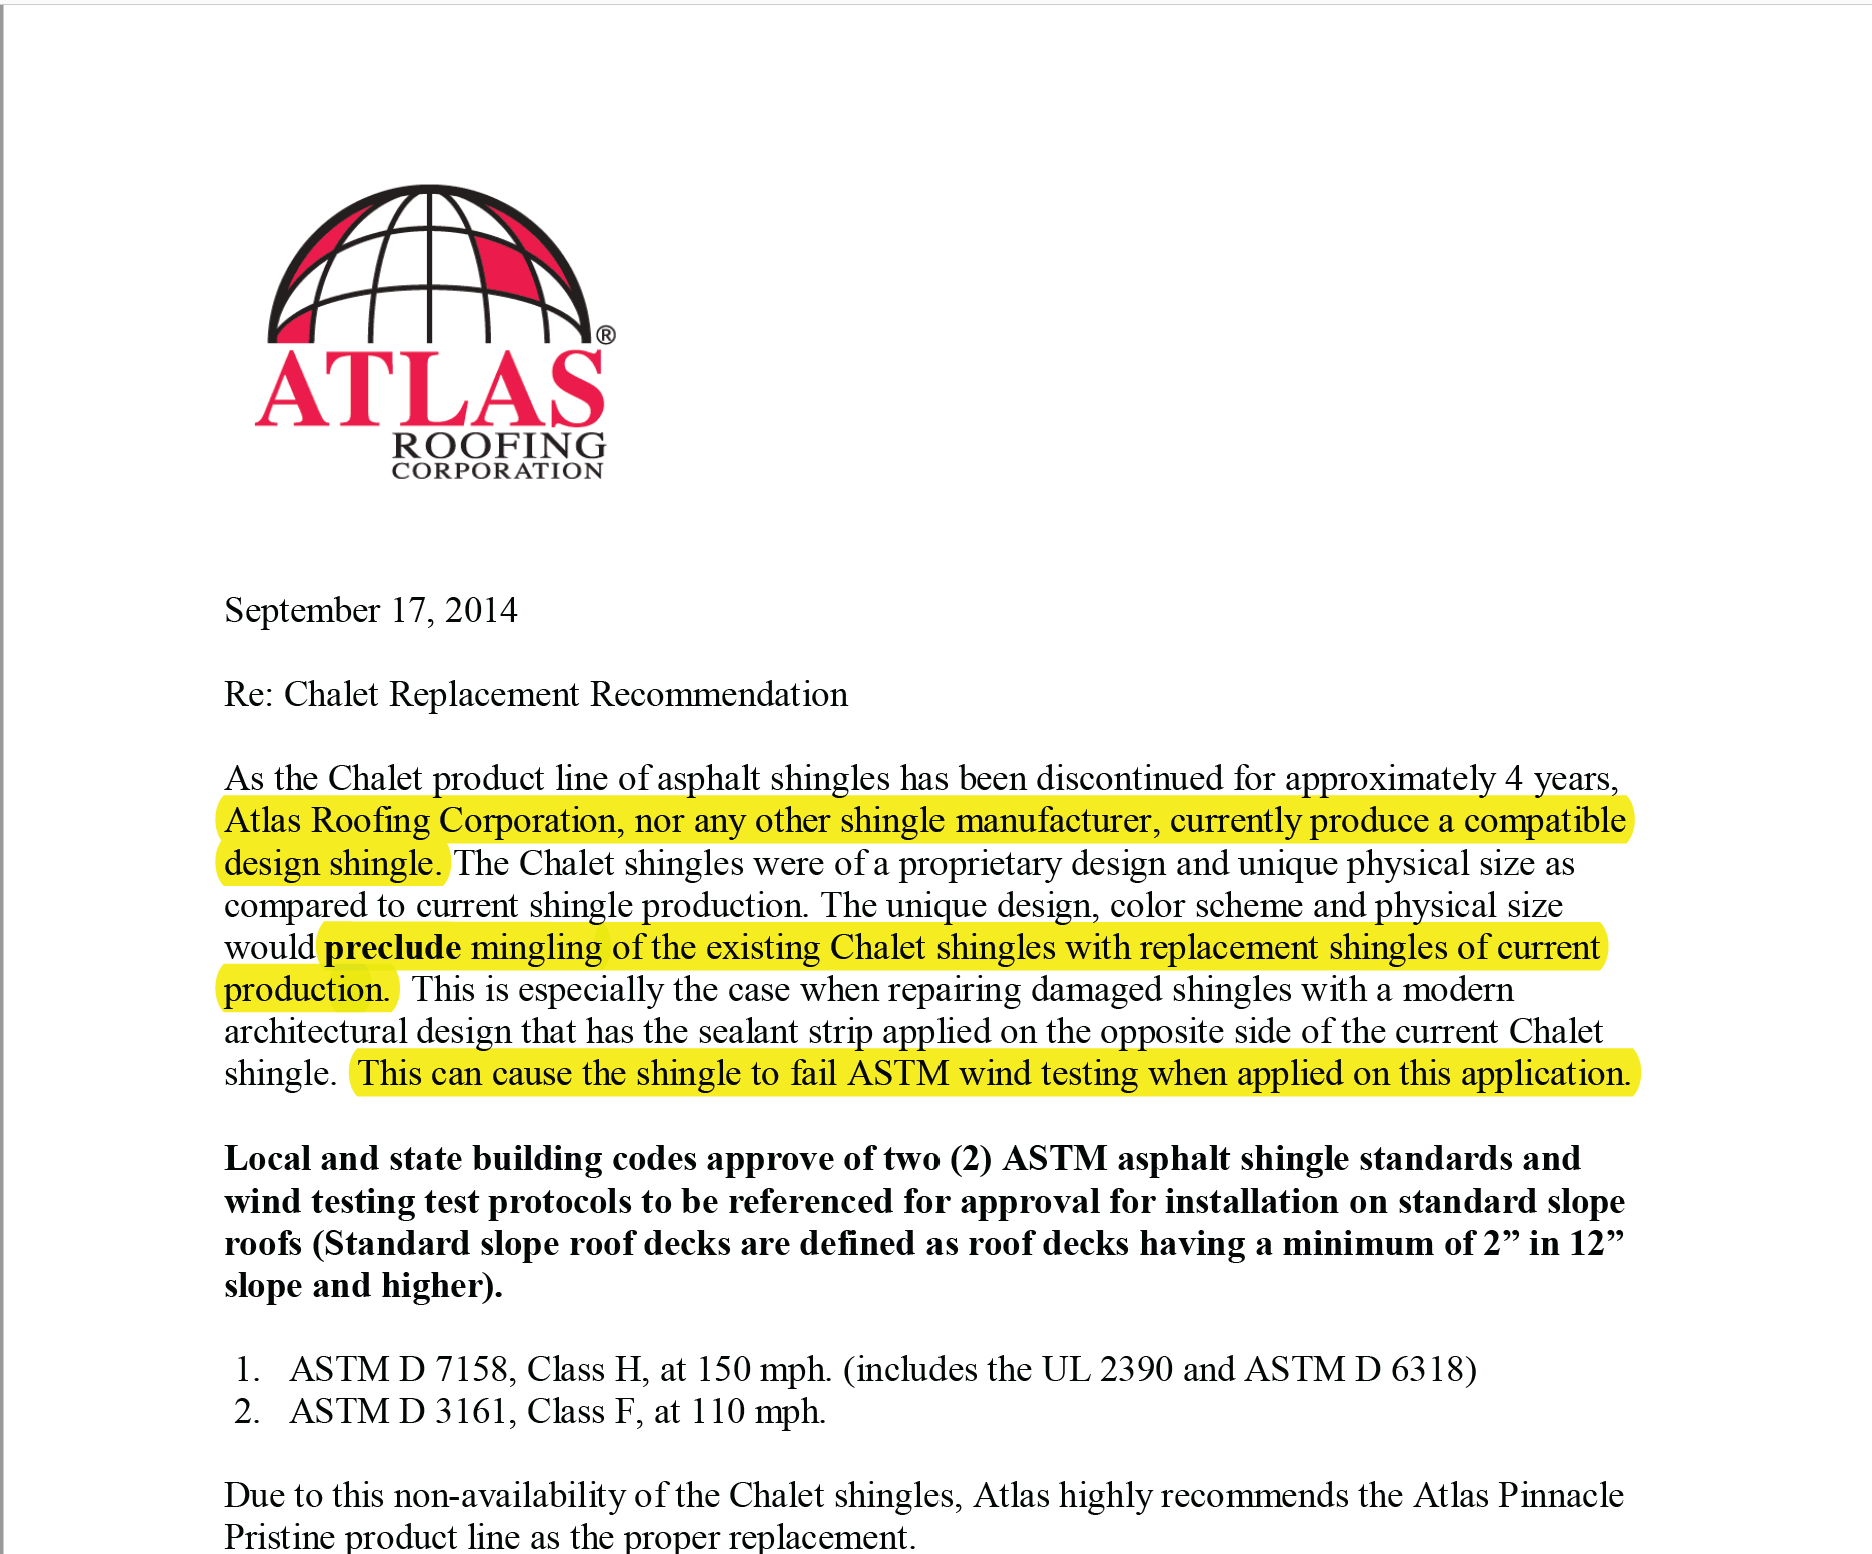 ®
ATLAS
ROOFING
CORPORATION
September 17, 2014
Re: Chalet Replacement Recommendation
As the Chalet product line of asphalt shingles has been discontinued for approximately 4 years,
Atlas Roofing Corporation, nor any other shingle manufacturer, currently produce a compatible
design shingle. The Chalet shingles were of a proprietary design and unique physical size as
compared to current shingle production. The unique design, color scheme and physical size
would preclude mingling of the existing Chalet shingles with replacement shingles of current
production. This is especially the case when repairing damaged shingles with a modern
architectural design that has the sealant strip applied on the opposite side of the current Chalet
shingle. This can cause the shingle to fail ASTM wind testing when applied on this application.
Local and state building codes approve of two (2) ASTM asphalt shingle standards and
wind testing test protocols to be referenced for approval for installation on standard slope
roofs (Standard slope roof decks are defined as roof decks having a minimum of 2” in 12”
slope and higher).
1. ASTM D 7158, Class H, at 150 mph. (includes the UL 2390 and ASTM D 6318)
2. ASTM D 3161, Class F, at 110 mph.
Due to this non-availability of the Chalet shingles, Atlas highly recommends the Atlas Pinnacle
Pristine product line as the proper replacement.